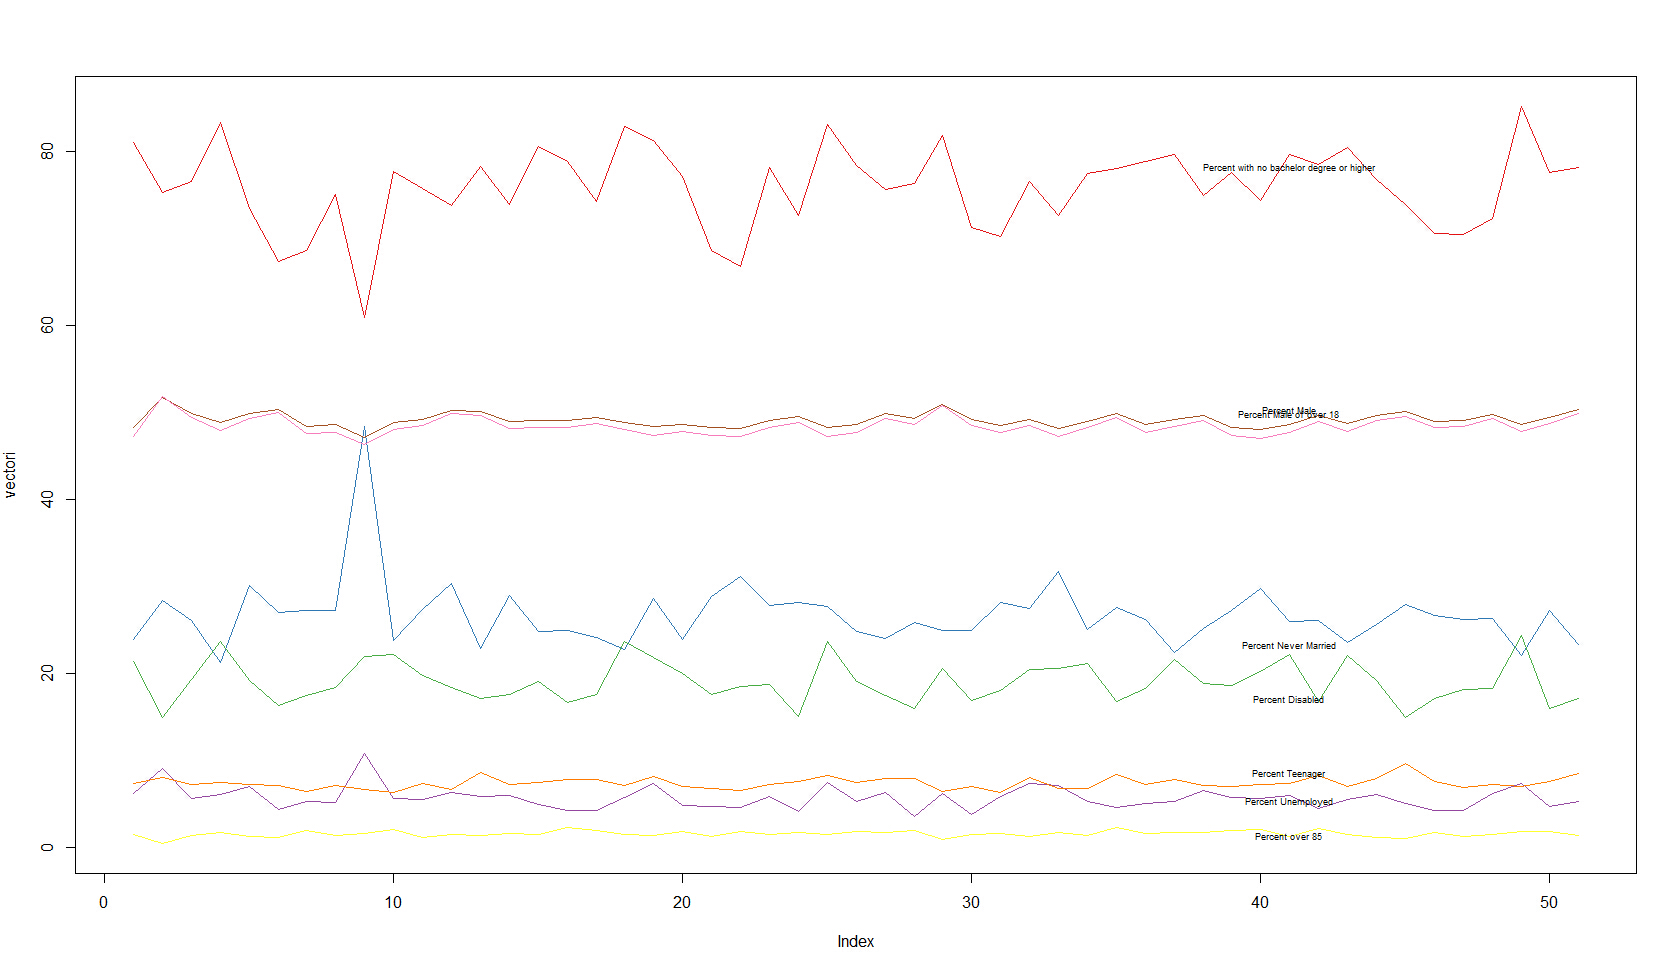 80
60
40
20
0
vectori
Percent with no bachelor degree or higher
Percent Male
Percent Male of over 18
Percent Never Married
Percent Disabled
Percent Teenager
Percent Unemployed
Percent over 85
0 10 20 30 40 50
Index